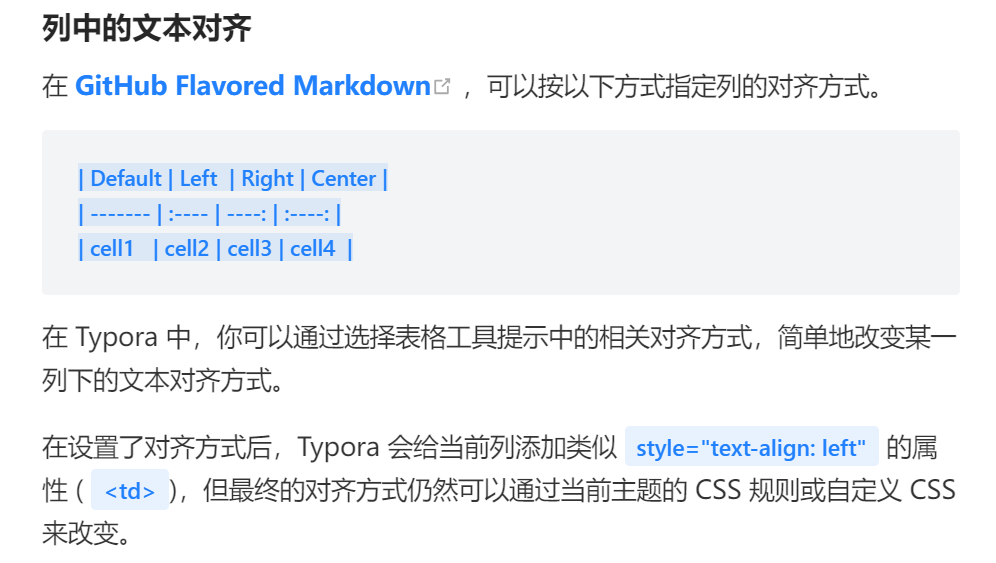 列中的文本对齐
在 GitHub Flavored Markdown ，可以按以下方式指定列的对齐方式。
| Default | Left  | Right | Center |
| ------- | :---- | ----: | :----: |
| cell1   | cell2 | cell3 | cell4  |
在 Typora 中，你可以通过选择表格工具提示中的相关对齐方式，简单地改变某一
列下的文本对齐方式。
在设置了对齐方式后，Typora 会给当前列添加类似 style="text-align: left" 的属
性 ( <td> )，但最终的对齐方式仍然可以通过当前主题的 CSS 规则或自定义 CSS
来改变。